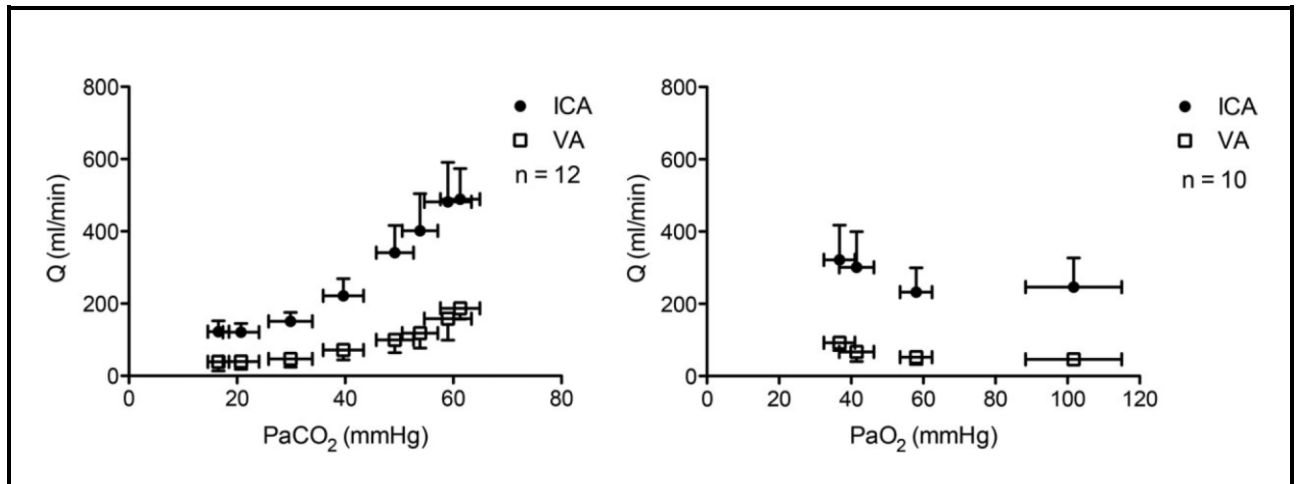 800
600
400
200
0
Q (ml/min)
0 20 40 60 80
PaCO₂ (mmHg)
ICA
VA
n = 12
800
600
400
200
0
Q (ml/min)
0 20 40 60 80 100 120
PaO₂ (mmHg)
ICA
VA
n = 10